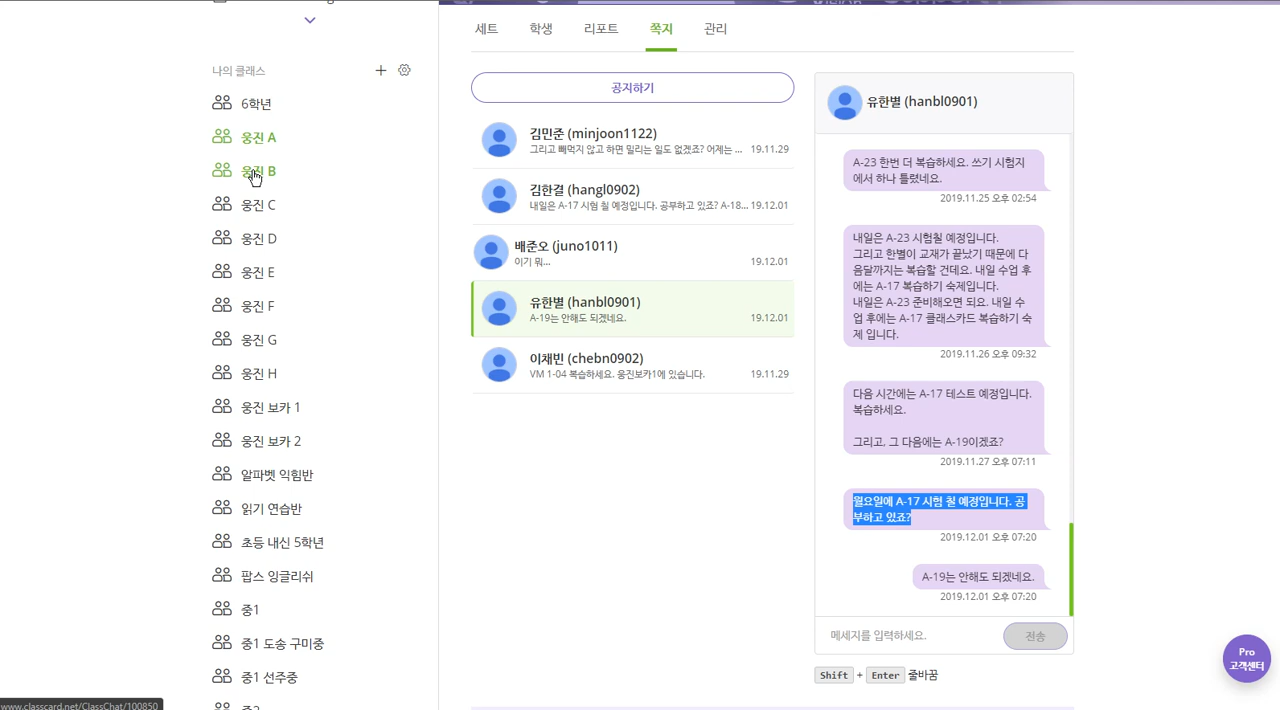 나의 클래스
6학년
웅진 A
웅진 B
웅진 C
웅진 D
웅진 E
웅진 F
웅진 G
웅진 H
웅진 보카 1
웅진 보카 2
알파벳 익힘반
읽기 연습반
초등 내신 5학년
팝스 잉글리쉬
중1
중1 도송 구미중
중1 선주중
www.classcard.net/ClassChat/100850
세트 학생 리포트 쪽지 관리
공지하기
김민준 (minjoon1122)
그리고 빼먹지 않고 하면 밀리는 일도 없겠죠? 어제는 ... 19.11.29
김한결 (hangl0902)
내일은 A-17 시험 칠 예정입니다. 공부하고 있죠? A-18... 19.12.01
배준오 (juno1011)
이기 뭐... 19.12.01
유한별 (hanbl0901)
A-19는 안해도 되겠네요. 19.12.01
이채빈 (chebn0902)
VM 1-04 복습하세요. 웅진보카1에 있습니다. 19.11.29
유한별 (hanbl0901)
A-23 한번 더 복습하세요. 쓰기 시험지
에서 하나 틀렸네요.
2019.11.25 오후 02:54
내일은 A-23 시험칠 예정입니다.
그리고 한별이 교재가 끝났기 때문에 다
음달까지는 복습할 건데요. 내일 수업 후
에는 A-17 복습하기 숙제입니다.
내일은 A-23 준비해오면 되요. 내일 수
업 후에는 A-17 클래스카드 복습하기 숙
제 입니다.
2019.11.26 오후 09:32
다음 시간에는 A-17 테스트 예정입니다.
복습하세요.
그리고, 그 다음에는 A-19이겠죠?
2019.11.27 오후 07:11
월요일에 A-17 시험 칠 예정입니다. 공
부하고 있죠?
2019.12.01 오후 07:20
A-19는 안해도 되겠네요.
2019.12.01 오후 07:20
메세지를 입력하세요.
전송
Shift + Enter 줄바꿈
Pro
고객센터